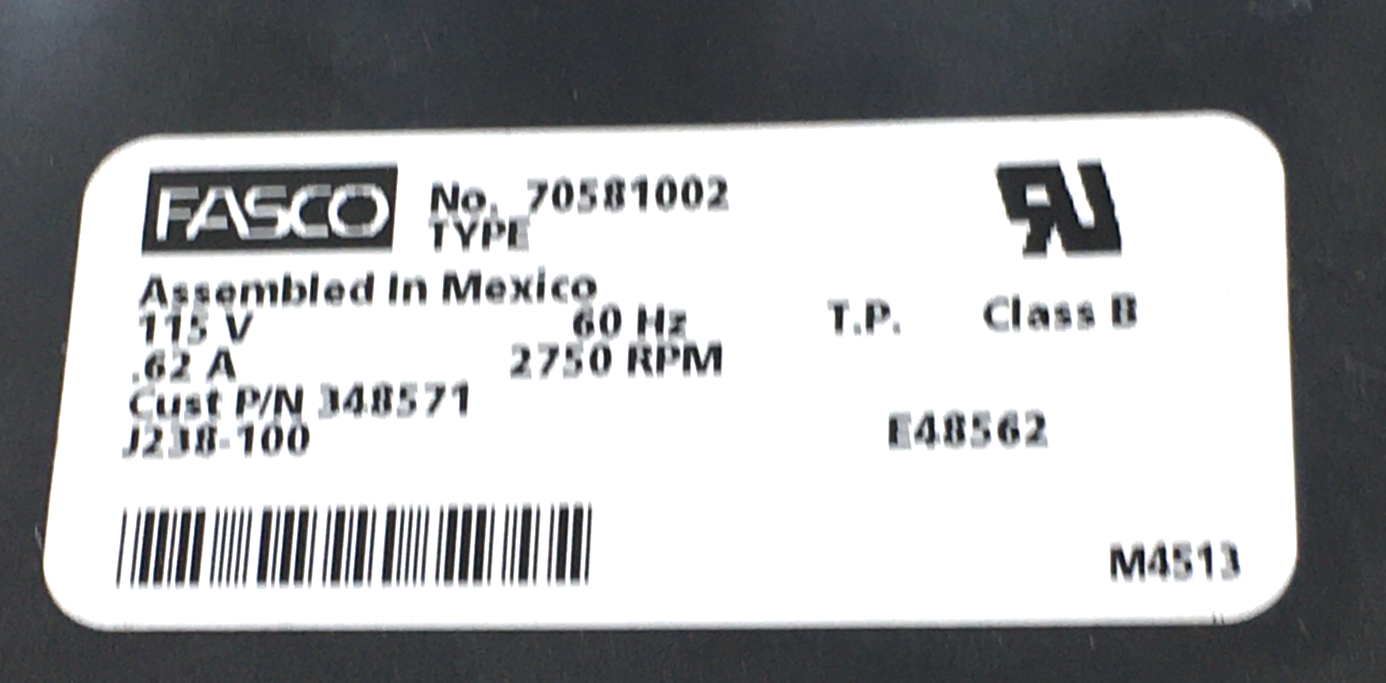 FASCO No. 70581002
TYPE
Assembled In Mexico
115 V 60 Hz T.P. Class B
.62 A 2750 RPM
Cust P/N 348571
J238-100 E48562
M4513